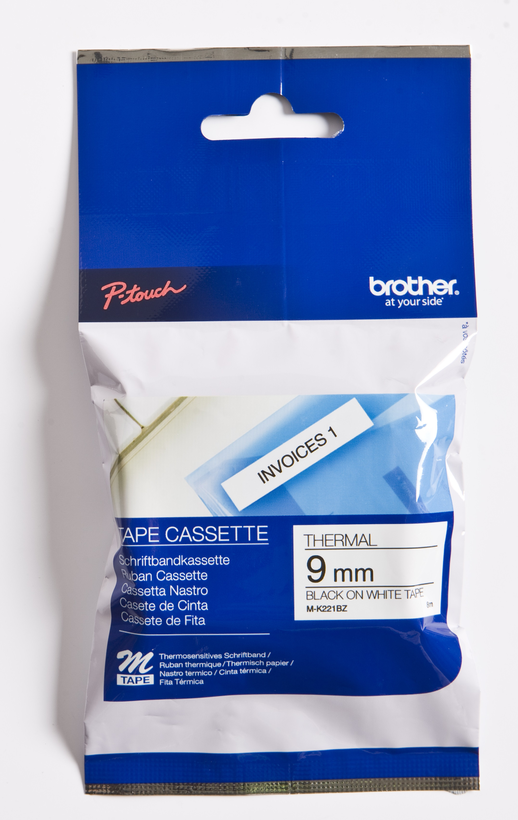 P-touch
brother.
at your side
INVOICES 1
TAPE CASSETTE
Schriftbandkassette
Ruban Cassette
Cassetta Nastro
Casete de Cinta
Cassete de Fita
THERMAL
9 mm
BLACK ON WHITE TAPE
M-K221BZ
8m
M
TAPE
Thermosensitives Schriftband /
Ruban thermique / Thermisch papier /
Nastro termico / Cinta térmica /
Fita Térmica